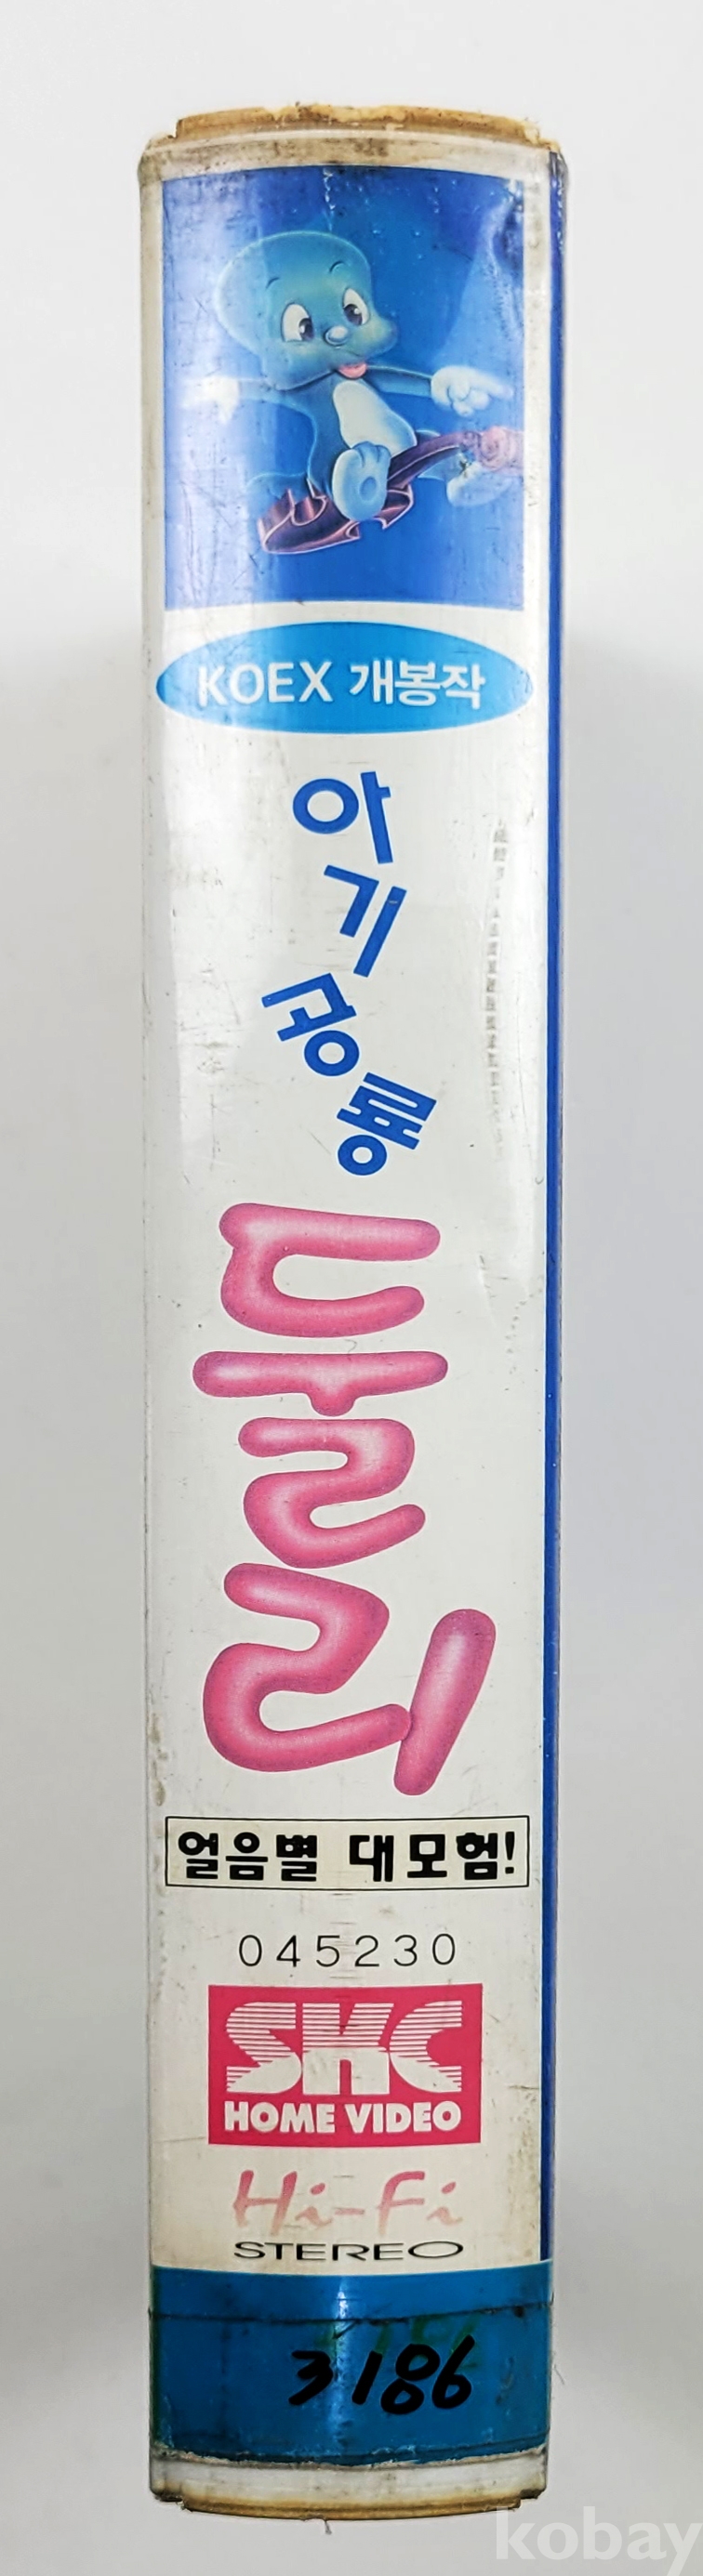 KOEX 개봉작
아기공룡
둘리
얼음별 대모험!
045230
SKC
HOME VIDEO
Hi-Fi
STEREO
3186
kobay